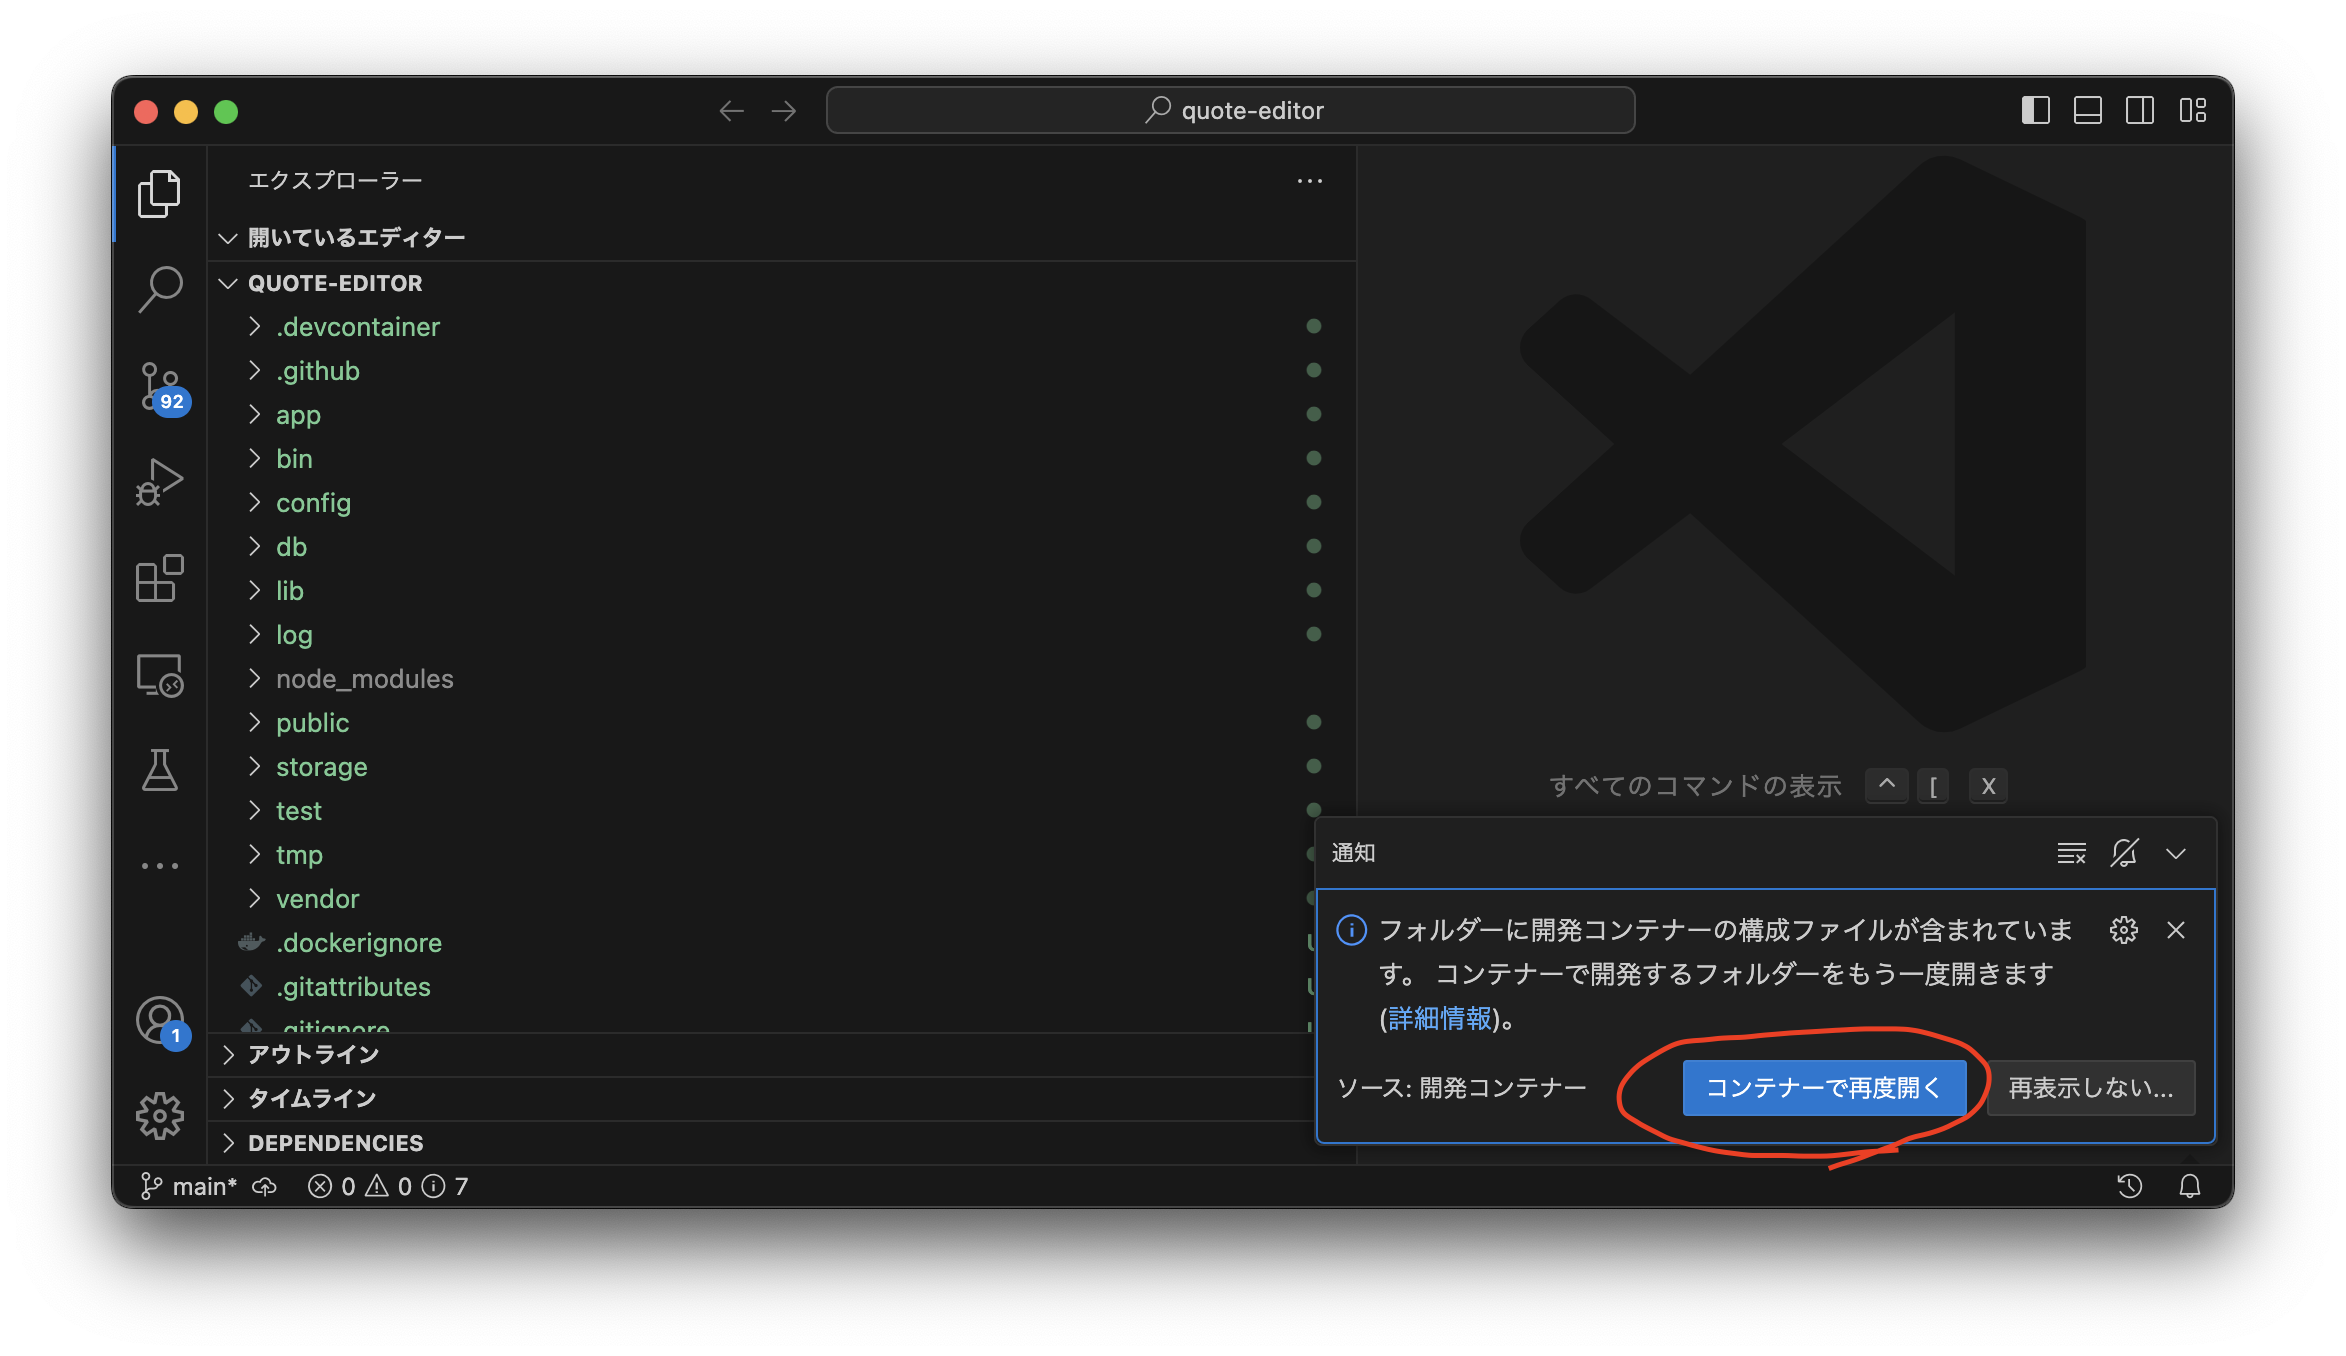 quote-editor
エクスプローラー
開いているエディター
QUOTE-EDITOR
.devcontainer
.github
app
bin
config
db
lib
log
node_modules
public
storage
test
tmp
vendor
.dockerignore
.gitattributes
.gitignore
アウトライン
タイムライン
DEPENDENCIES
92
1
すべてのコマンドの表示 ^ [ X
通知
フォルダーに開発コンテナーの構成ファイルが含まれていま
す。 コンテナーで開発するフォルダーをもう一度開きます
(詳細情報)。
ソース: 開発コンテナー
コンテナーで再度開く
再表示しない...
main* 0 0 7